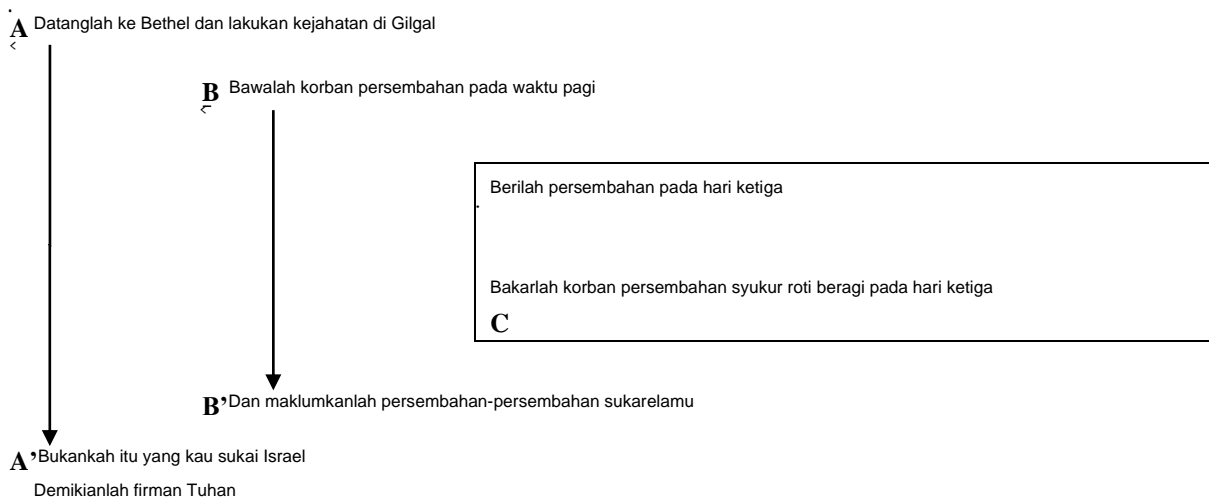 A Datanglah ke Bethel dan lakukan kejahatan di Gilgal
B Bawalah korban persembahan pada waktu pagi
Berilah persembahan pada hari ketiga
Bakarlah korban persembahan syukur roti beragi pada hari ketiga
C
B’ Dan maklumkanlah persembahan-persembahan sukarelamu
A’ Bukankah itu yang kau sukai Israel
Demikianlah firman Tuhan